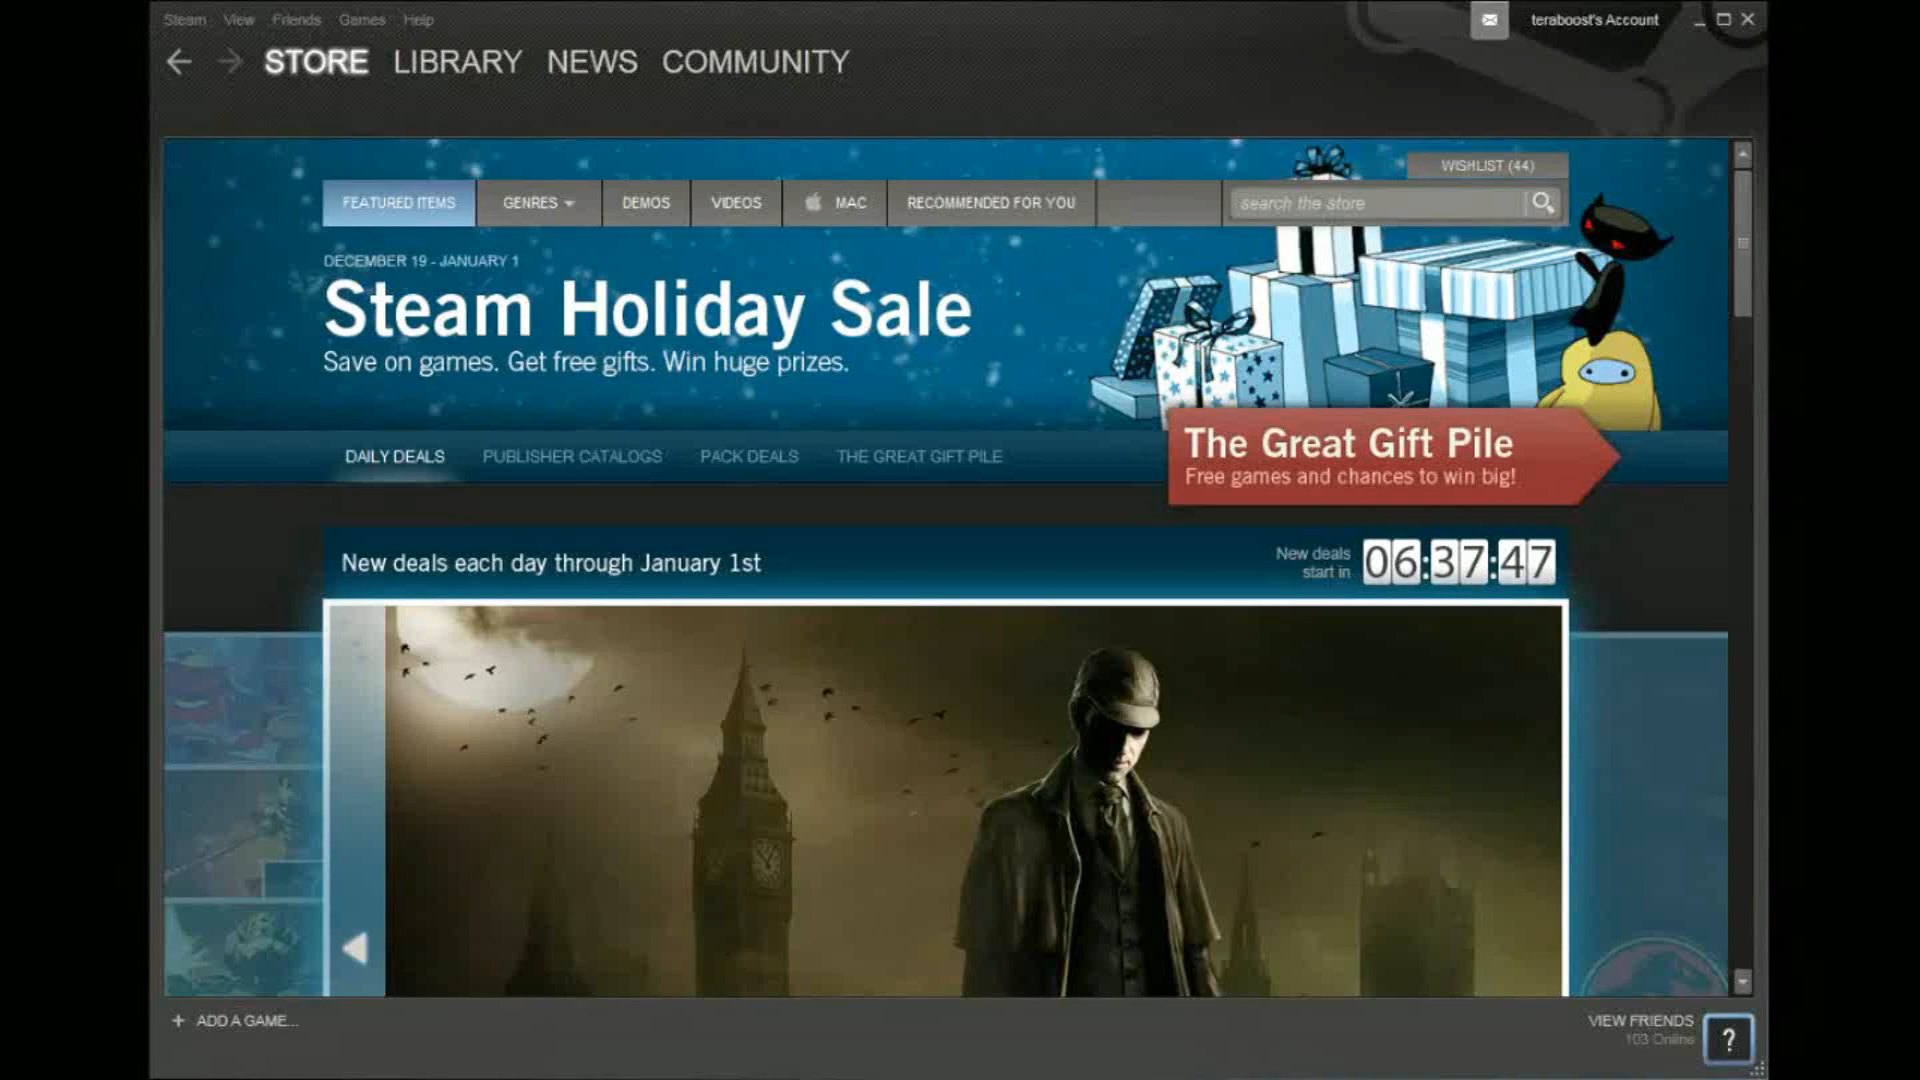 Steam View Friends Games Help
teraboost's Account
STORE LIBRARY NEWS COMMUNITY
WISHLIST (44)
FEATURED ITEMS GENRES DEMOS VIDEOS MAC RECOMMENDED FOR YOU search the store
DECEMBER 19 - JANUARY 1
Steam Holiday Sale
Save on games. Get free gifts. Win huge prizes.
DAILY DEALS PUBLISHER CATALOGS PACK DEALS THE GREAT GIFT PILE
The Great Gift Pile
Free games and chances to win big!
New deals each day through January 1st
New deals
start in
06:37:47
+ ADD A GAME...
VIEW FRIENDS
103 Online
?